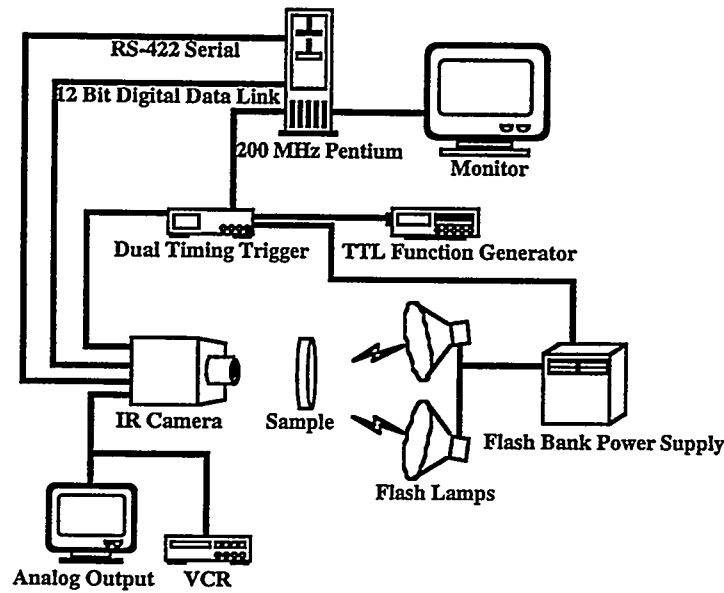 RS-422 Serial
12 Bit Digital Data Link
200 MHz Pentium
Monitor
Dual Timing Trigger
TTL Function Generator
IR Camera
Sample
Flash Bank Power Supply
Flash Lamps
Analog Output
VCR